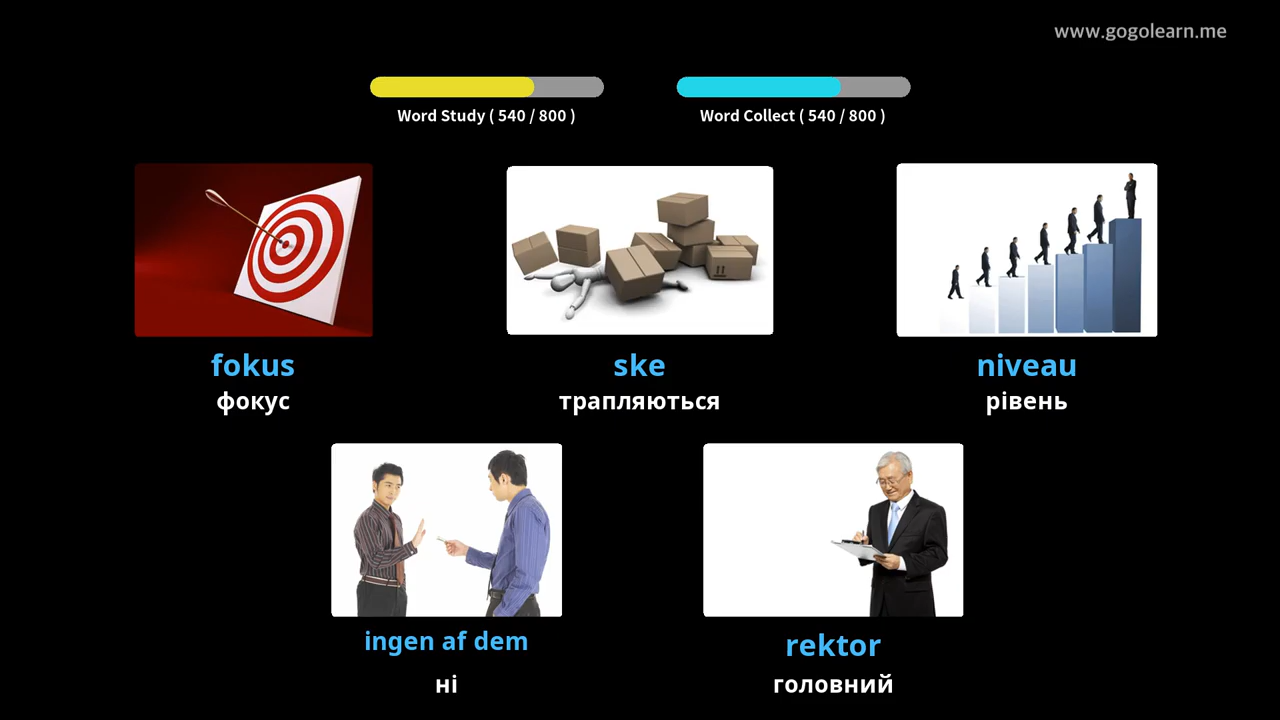 www.gogolearn.me
Word Study ( 540 / 800 )
Word Collect ( 540 / 800 )
fokus
фокус
ske
трапляються
niveau
рівень
ingen af dem
ні
rektor
головний